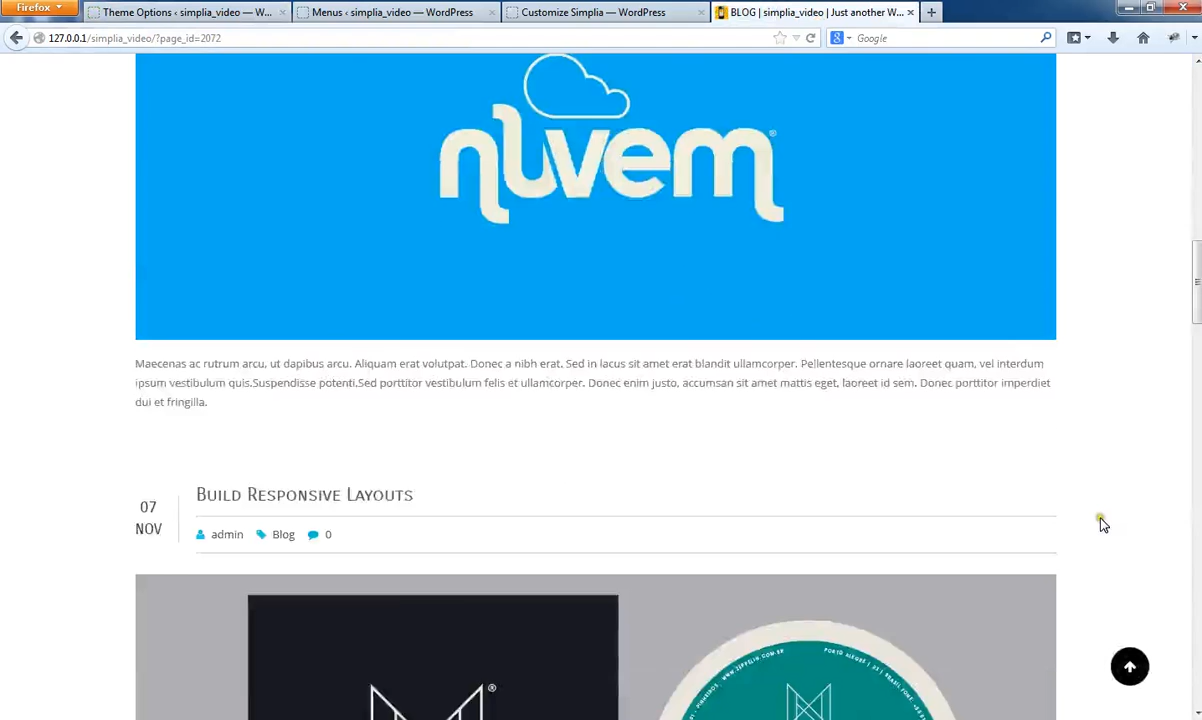 Firefox
Theme Options ‹ simplia_video — W...
Menus ‹ simplia_video — WordPress
Customize Simplia — WordPress
BLOG | simplia_video | Just another W...
127.0.0.1/simplia_video/?page_id=2072
Google
nuvem®
Maecenas ac rutrum arcu, ut dapibus arcu. Aliquam erat volutpat. Donec a nibh erat. Sed in lacus sit amet erat blandit ullamcorper. Pellentesque ornare laoreet quam, vel interdum
ipsum vestibulum quis.Suspendisse potenti.Sed porttitor vestibulum felis et ullamcorper. Donec enim justo, accumsan sit amet mattis eget, laoreet id sem. Donec porttitor imperdiet
dui et fringilla.
07
NOV
Build Responsive Layouts
admin Blog 0
®
WWW.ZEPPELIN.COM.BR